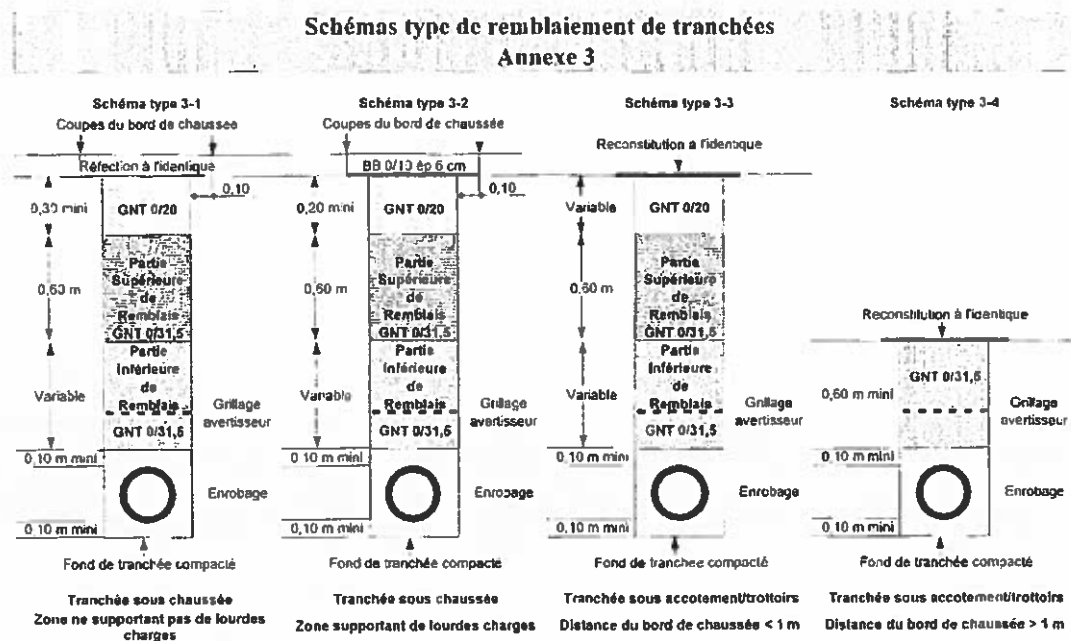 Schémas type de remblaiement de tranchées
Annexe 3
Schéma type 3-1
Coupes du bord de chaussée
Réfection à l'identique
0,10
0,30 mini
GNT 0/20
0,60 m
Partie
Supérieure
de
Remblais
GNT 0/31,5
Variable
Partie
Inférieure
de
Remblais
GNT 0/31,5
Grillage
avertisseur
0,10 m mini
Enrobage
0,10 m mini
Fond de tranchée compacté
Tranchée sous chaussée
Zone ne supportant pas de lourdes
charges
Schéma type 3-2
Coupes du bord de chaussée
BB 0/10 ép 6 cm
0,10
0,20 mini
GNT 0/20
0,60 m
Partie
Supérieure
de
Remblais
GNT 0/31,5
Variable
Partie
Inférieure
de
Remblais
GNT 0/31,5
Grillage
avertisseur
0,10 m mini
Enrobage
0,10 m mini
Fond de tranchée compacté
Tranchée sous chaussée
Zone supportant de lourdes charges
Schéma type 3-3
Reconstitution à l'identique
Variable
GNT 0/20
0,60 m
Partie
Supérieure
de
Remblais
GNT 0/31,5
Variable
Partie
Inférieure
de
Remblais
GNT 0/31,5
Grillage
avertisseur
0,10 m mini
Enrobage
0,10 m mini
Fond de tranchee compacté
Tranchée sous accotement/trottoirs
Distance du bord de chaussée < 1 m
Schéma type 3-4
Reconstitution à l'identique
0,60 m mini
GNT 0/31,5
Grillage
avertisseur
Enrobage
0,10 m mini
Fond de tranchée compacté
Tranchée sous accotement/trottoirs
Distance du bord de chaussée > 1 m